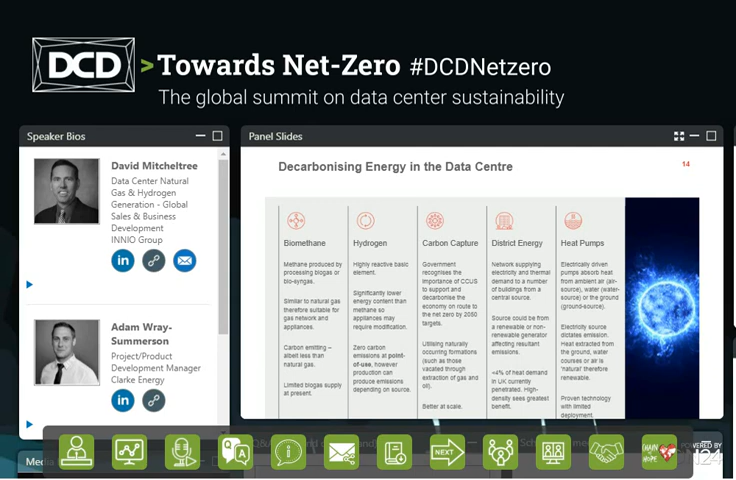 DCD
> Towards Net-Zero #DCDNetzero
The global summit on data center sustainability
Speaker Bios
David Mitcheltree
Data Center Natural
Gas & Hydrogen
Generation - Global
Sales & Business
Development
INNIO Group
in
Adam Wray-
Summerson
Project/Product
Development Manager
Clarke Energy
in
Panel Slides
Decarbonising Energy in the Data Centre
14
Biomethane
Methane produced by
processing biogas or
bio-syngas.
Similar to natural gas
therefore suitable for
gas network and
appliances.
Carbon emitting –
albeit less than
natural gas.
Limited biogas supply
at present.
Hydrogen
Highly reactive basic
element.
Significantly lower
energy content than
methane so
appliances may
require modification.
Zero carbon
emissions at point-
of-use, however
production can
produce emissions
depending on source.
Carbon Capture
Government
recognises the
importance of CCUS
to support and
decarbonise the
economy on route to
the net zero by 2050
targets.
Utilising naturally
occurring formations
(such as those
vacated through
extraction of gas and
oil).
Better at scale.
District Energy
Network supplying
electricity and thermal
demand to a number
of buildings from a
central source.
Source could be from
a renewable or non-
renewable generator
affecting resultant
emissions.
<4% of heat demand
in UK currently
penetrated. High-
density sees greatest
benefit.
Heat Pumps
Electrically driven
pumps absorb heat
from ambient air (air-
source), water (water-
source) or the ground
(ground-source).
Electricity source
dictates emission.
Heat extracted from
the ground, water
courses or air is
'natural' therefore
renewable.
Proven technology
with limited
deployment.
Media
Q A
i
NEXT
CHAIN
HOPE
POWERED BY
ON24